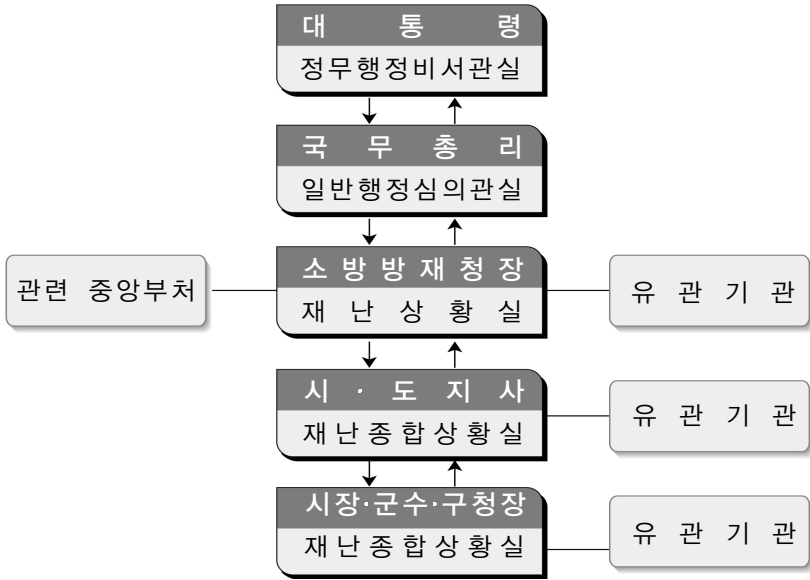 대 통 령
정무행정비서관실
국 무 총 리
일반행정심의관실
소 방 방 재 청 장
관련 중앙부처
재 난 상 황 실
유 관 기 관
시 · 도 지 사
재 난 종 합 상 황 실
유 관 기 관
시장·군수·구청장
재 난 종 합 상 황 실
유 관 기 관